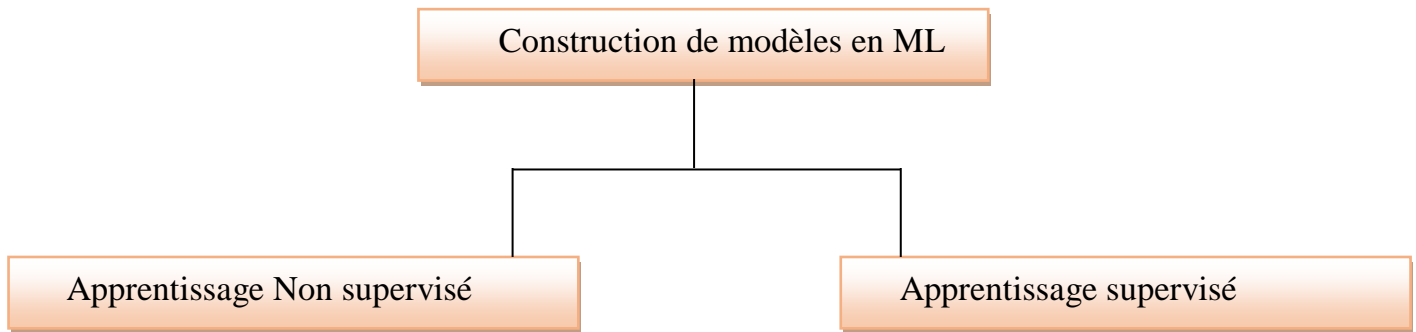 Construction de modèles en ML
Apprentissage Non supervisé
Apprentissage supervisé